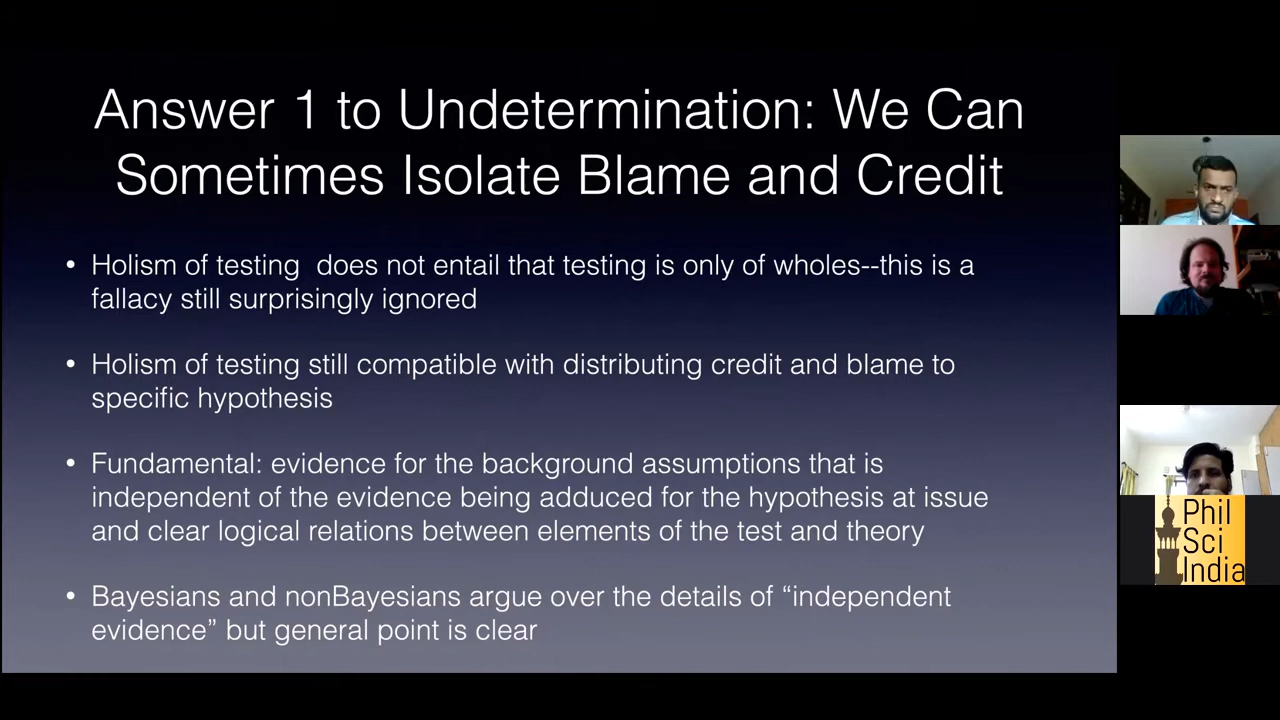 Answer 1 to Undetermination: We Can
Sometimes Isolate Blame and Credit
• Holism of testing  does not entail that testing is only of wholes--this is a
fallacy still surprisingly ignored
• Holism of testing still compatible with distributing credit and blame to
specific hypothesis
• Fundamental: evidence for the background assumptions that is
independent of the evidence being adduced for the hypothesis at issue
and clear logical relations between elements of the test and theory
• Bayesians and nonBayesians argue over the details of “independent
evidence” but general point is clear
Phil
Sci
India